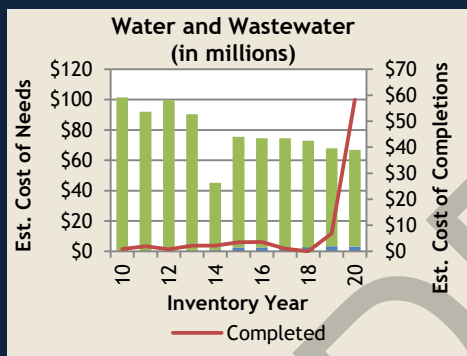 Water and Wastewater
(in millions)
Est. Cost of Needs
$120
$100
$80
$60
$40
$20
$0
$70
$60
$50
$40
$30
$20
$10
$0
Est. Cost of Completions
10 12 14 16 18 20
Inventory Year
Completed